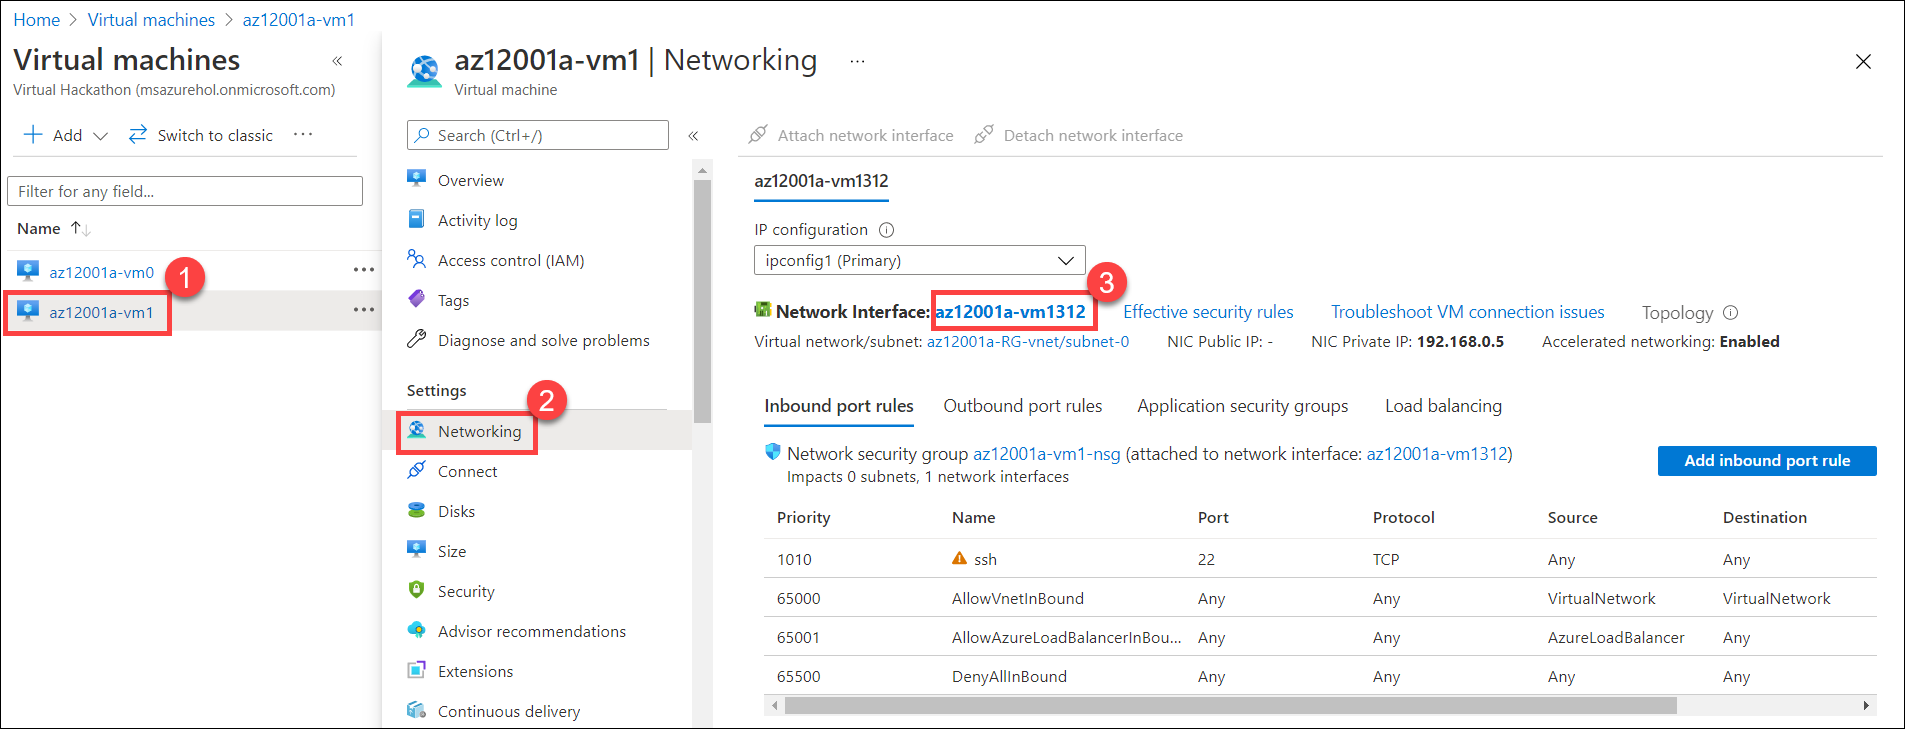 Home > Virtual machines > az12001a-vm1
Virtual machines «
Virtual Hackathon (msazurehol.onmicrosoft.com)
+ Add Switch to classic ...
Filter for any field...
Name ↑↓
az12001a-vm0 ...
1
az12001a-vm1 ...
az12001a-vm1 | Networking ...
Virtual machine
Search (Ctrl+/) «
Overview
Activity log
Access control (IAM)
Tags
Diagnose and solve problems
Settings
2
Networking
Connect
Disks
Size
Security
Advisor recommendations
Extensions
Continuous delivery
Attach network interface Detach network interface
az12001a-vm1312
IP configuration
ipconfig1 (Primary)
3
Network Interface: az12001a-vm1312 Effective security rules Troubleshoot VM connection issues Topology
Virtual network/subnet: az12001a-RG-vnet/subnet-0 NIC Public IP: - NIC Private IP: 192.168.0.5 Accelerated networking: Enabled
Inbound port rules Outbound port rules Application security groups Load balancing
Network security group az12001a-vm1-nsg (attached to network interface: az12001a-vm1312)
Impacts 0 subnets, 1 network interfaces
Add inbound port rule
Priority Name Port Protocol Source Destination
1010 ssh 22 TCP Any Any
65000 AllowVnetInBound Any Any VirtualNetwork VirtualNetwork
65001 AllowAzureLoadBalancerInBou... Any Any AzureLoadBalancer Any
65500 DenyAllInBound Any Any Any Any